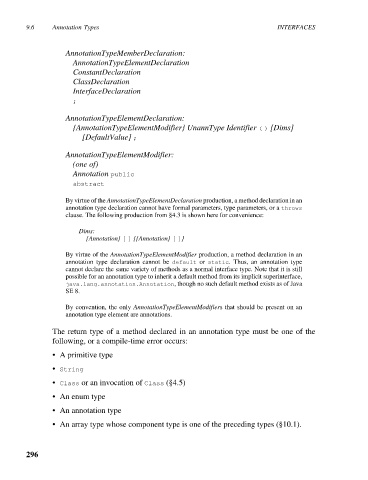 9.6 Annotation Types INTERFACES
AnnotationTypeMemberDeclaration:
AnnotationTypeElementDeclaration
ConstantDeclaration
ClassDeclaration
InterfaceDeclaration
;
AnnotationTypeElementDeclaration:
{AnnotationTypeElementModifier} UnannType Identifier ( ) [Dims]
[DefaultValue] ;
AnnotationTypeElementModifier:
(one of)
Annotation public
abstract
By virtue of the AnnotationTypeElementDeclaration production, a method declaration in an
annotation type declaration cannot have formal parameters, type parameters, or a throws
clause. The following production from §4.3 is shown here for convenience:
Dims:
{Annotation} [ ] {{Annotation} [ ]}
By virtue of the AnnotationTypeElementModifier production, a method declaration in an
annotation type declaration cannot be default or static. Thus, an annotation type
cannot declare the same variety of methods as a normal interface type. Note that it is still
possible for an annotation type to inherit a default method from its implicit superinterface,
java.lang.annotation.Annotation, though no such default method exists as of Java
SE 8.
By convention, the only AnnotationTypeElementModifiers that should be present on an
annotation type element are annotations.
The return type of a method declared in an annotation type must be one of the
following, or a compile-time error occurs:
• A primitive type
• String
• Class or an invocation of Class (§4.5)
• An enum type
• An annotation type
• An array type whose component type is one of the preceding types (§10.1).
296